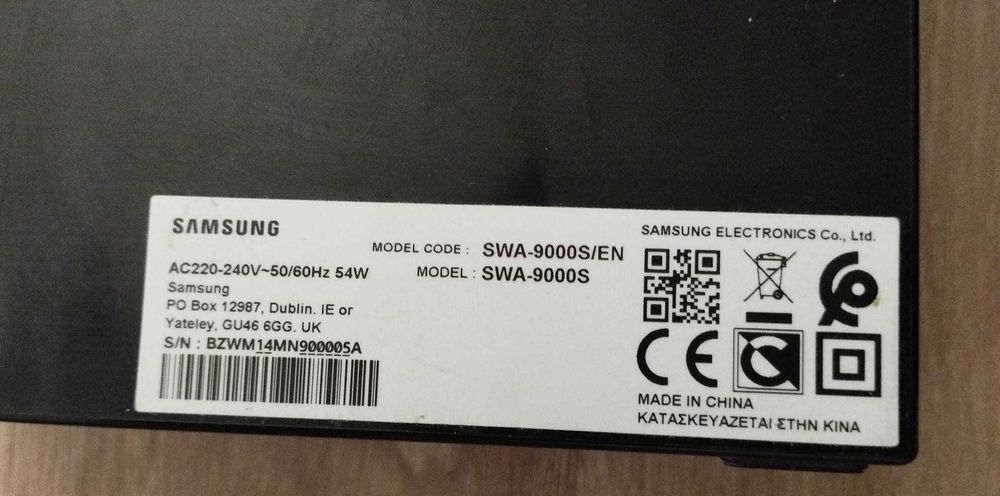 SAMSUNG
MODEL CODE : SWA-9000S/EN
MODEL : SWA-9000S
AC220-240V~50/60Hz 54W
Samsung
PO Box 12987, Dublin. IE or
Yateley, GU46 6GG. UK
S/N : BZWM14MN900005A
SAMSUNG ELECTRONICS Co., Ltd.
CE
MADE IN CHINA
ΚΑΤΑΣΚΕΥΑΖΕΤΑΙ ΣΤΗΝ ΚΙΝΑ